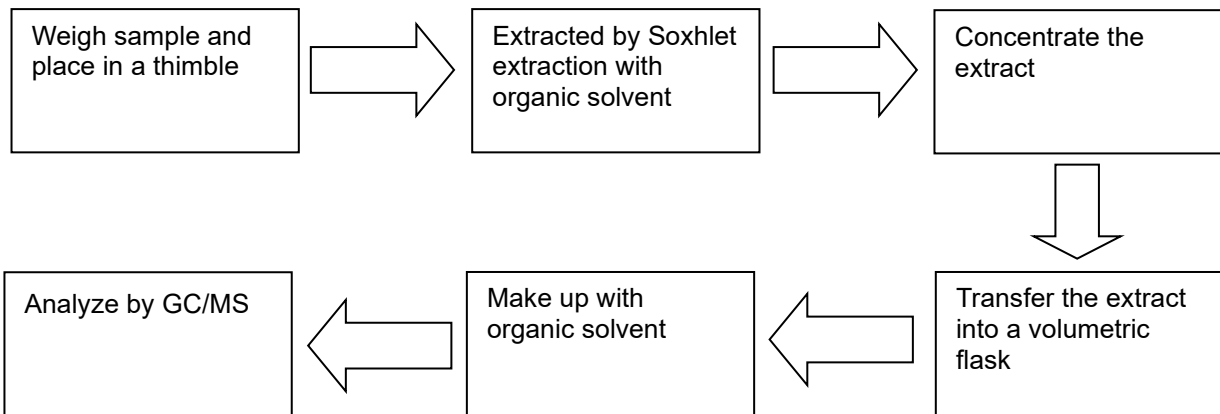 Weigh sample and
place in a thimble
Extracted by Soxhlet
extraction with
organic solvent
Concentrate the
extract
Transfer the extract
into a volumetric
flask
Make up with
organic solvent
Analyze by GC/MS